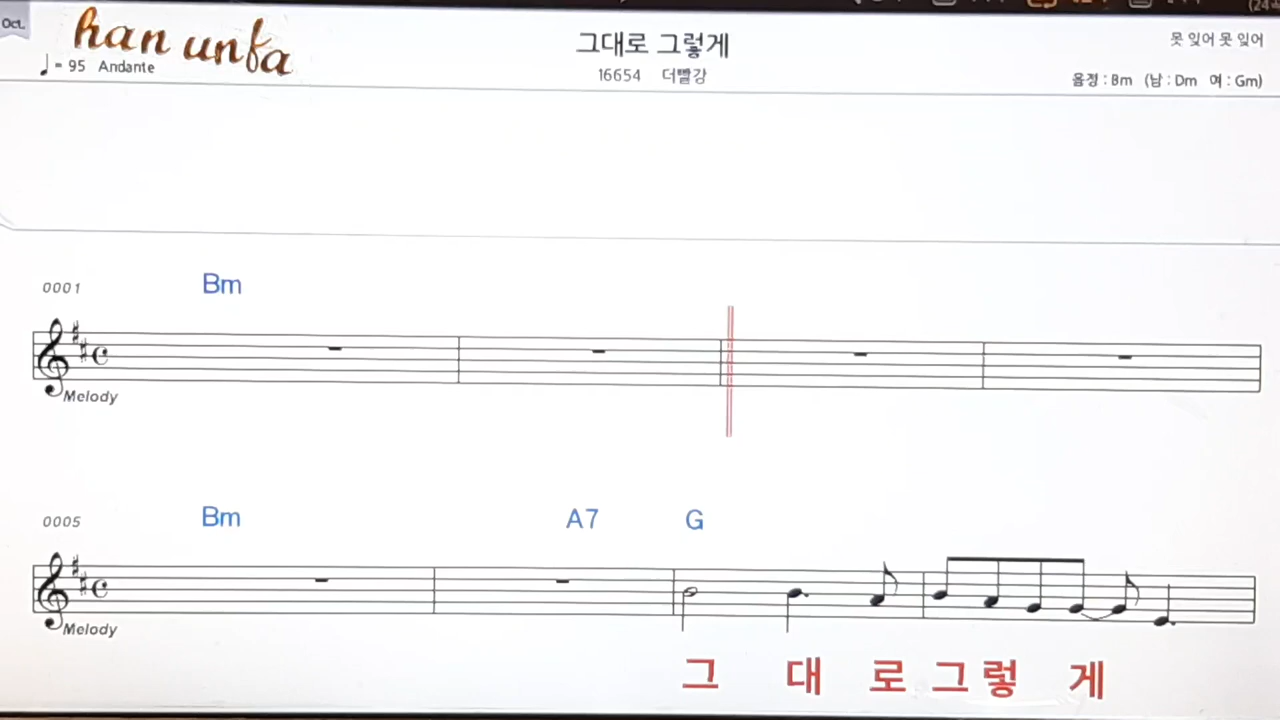 Oct.
han unfa
그대로 그렇게
못 잊어 못 잊어
♩= 95 Andante
16654 더빨강
음정 : Bm (남 : Dm 여 : Gm)
0001 Bm
Melody
0005 Bm A7 G
Melody
그 대 로 그 렇 게